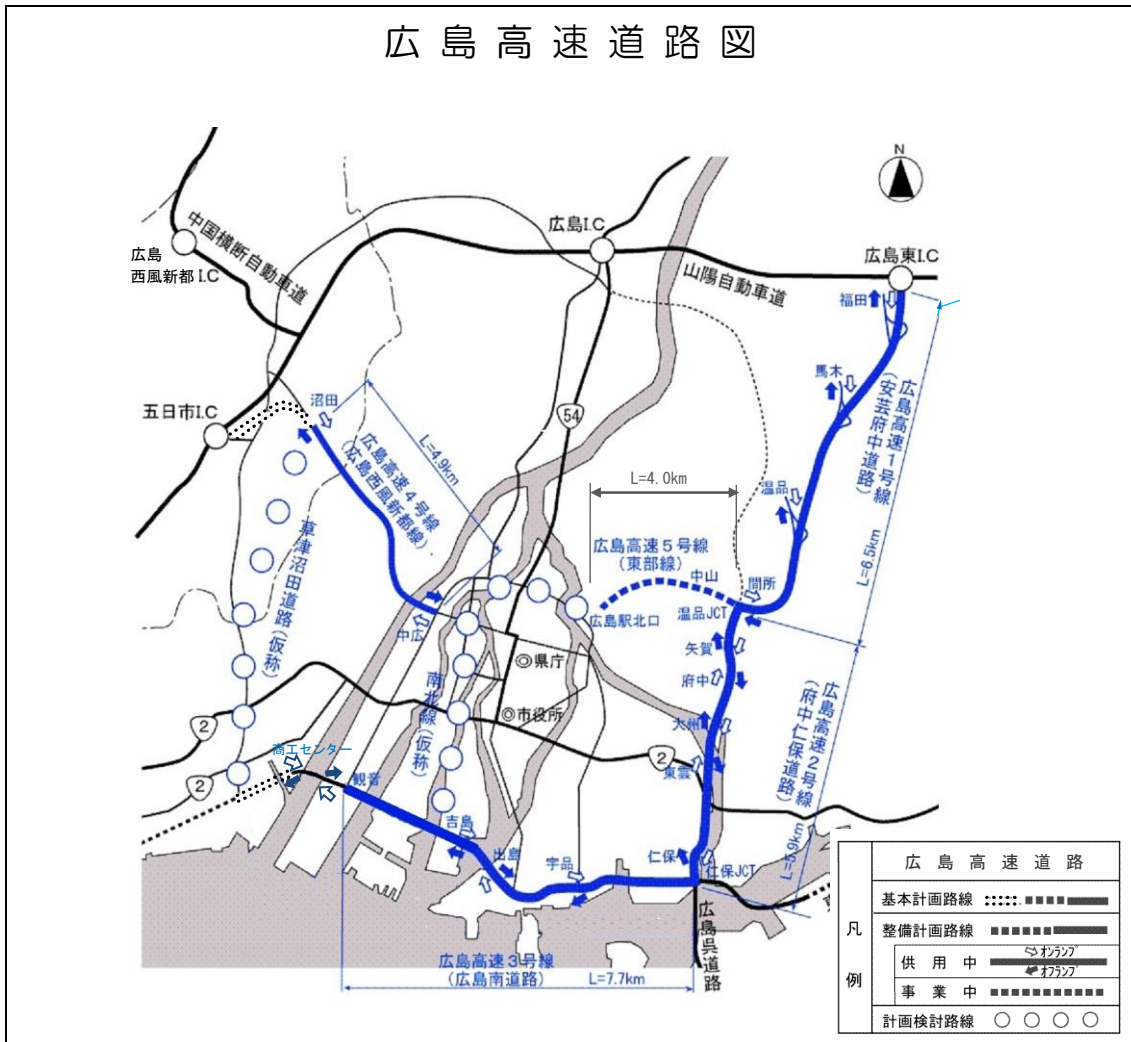 広島高速道路図
N
広島I.C
広島東I.C
広島
西風新都I.C
中国横断自動車道
山陽自動車道
福田
馬木
広島高速1号線
(安芸府中道路)
L=6.5km
五日市I.C
沼田
54
L=4.9km
広島高速4号線
(広島西風新都線)
L=4.0km
温品
広島高速5号線
(東部線)
中山
間所
草津沼田道路(仮称)
広島駅北口
温品JCT
中広
矢賀
県庁
府中
南北線(仮称)
市役所
大州
広島高速2号線
(府中仁保道路)
L=5.9km
2
商工センター
2
2
東雲
観音
吉島
出島
宇品
仁保
仁保JCT
広島呉道路
広島高速3号線
(広島南道路)
L=7.7km
凡例
広島高速道路
基本計画路線
整備計画路線
供用中
オンランプ
オフランプ
事業中
計画検討路線